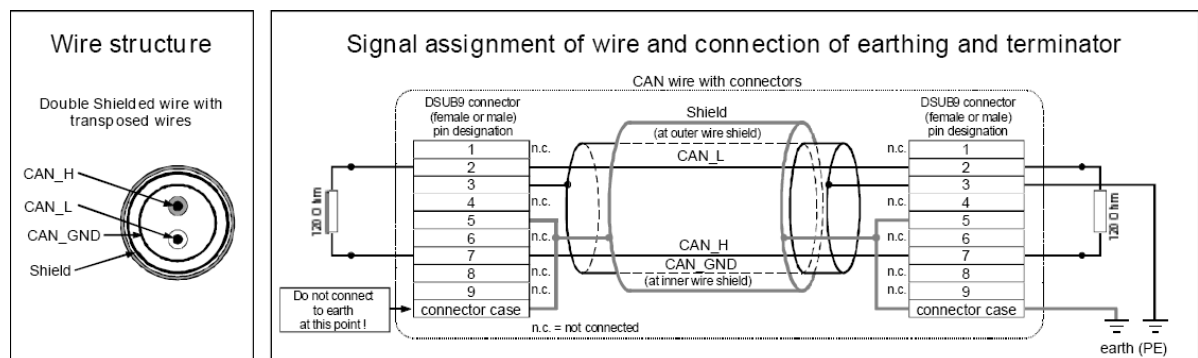 Wire structure
Double Shielded wire with
transposed wires
CAN_H
CAN_L
CAN_GND
Shield
Signal assignment of wire and connection of earthing and terminator
CAN wire with connectors
DSUB9 connector
(female or male)
pin designation
Shield
(at outer wire shield)
DSUB9 connector
(female or male)
pin designation
1 n.c.
2
3
4 n.c.
5
6 n.c.
7
8 n.c.
9 n.c.
connector case
CAN_L
CAN_H
CAN_GND
(at inner wire shield)
n.c. 1
2
3
n.c. 4
5
n.c. 6
7
n.c. 8
n.c. 9
connector case
120 Ohm
120 Ohm
Do not connect
to earth
at this point !
n.c. = not connected
earth (PE)